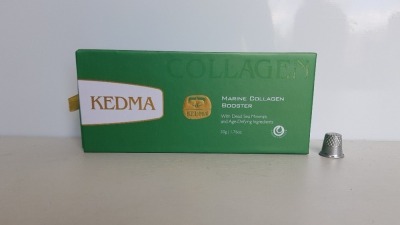 COLLAGEN
KEDMA
KEDMA
MARINE COLLAGEN
BOOSTER
With Dead Sea Minerals
and Age-Defying Ingredients